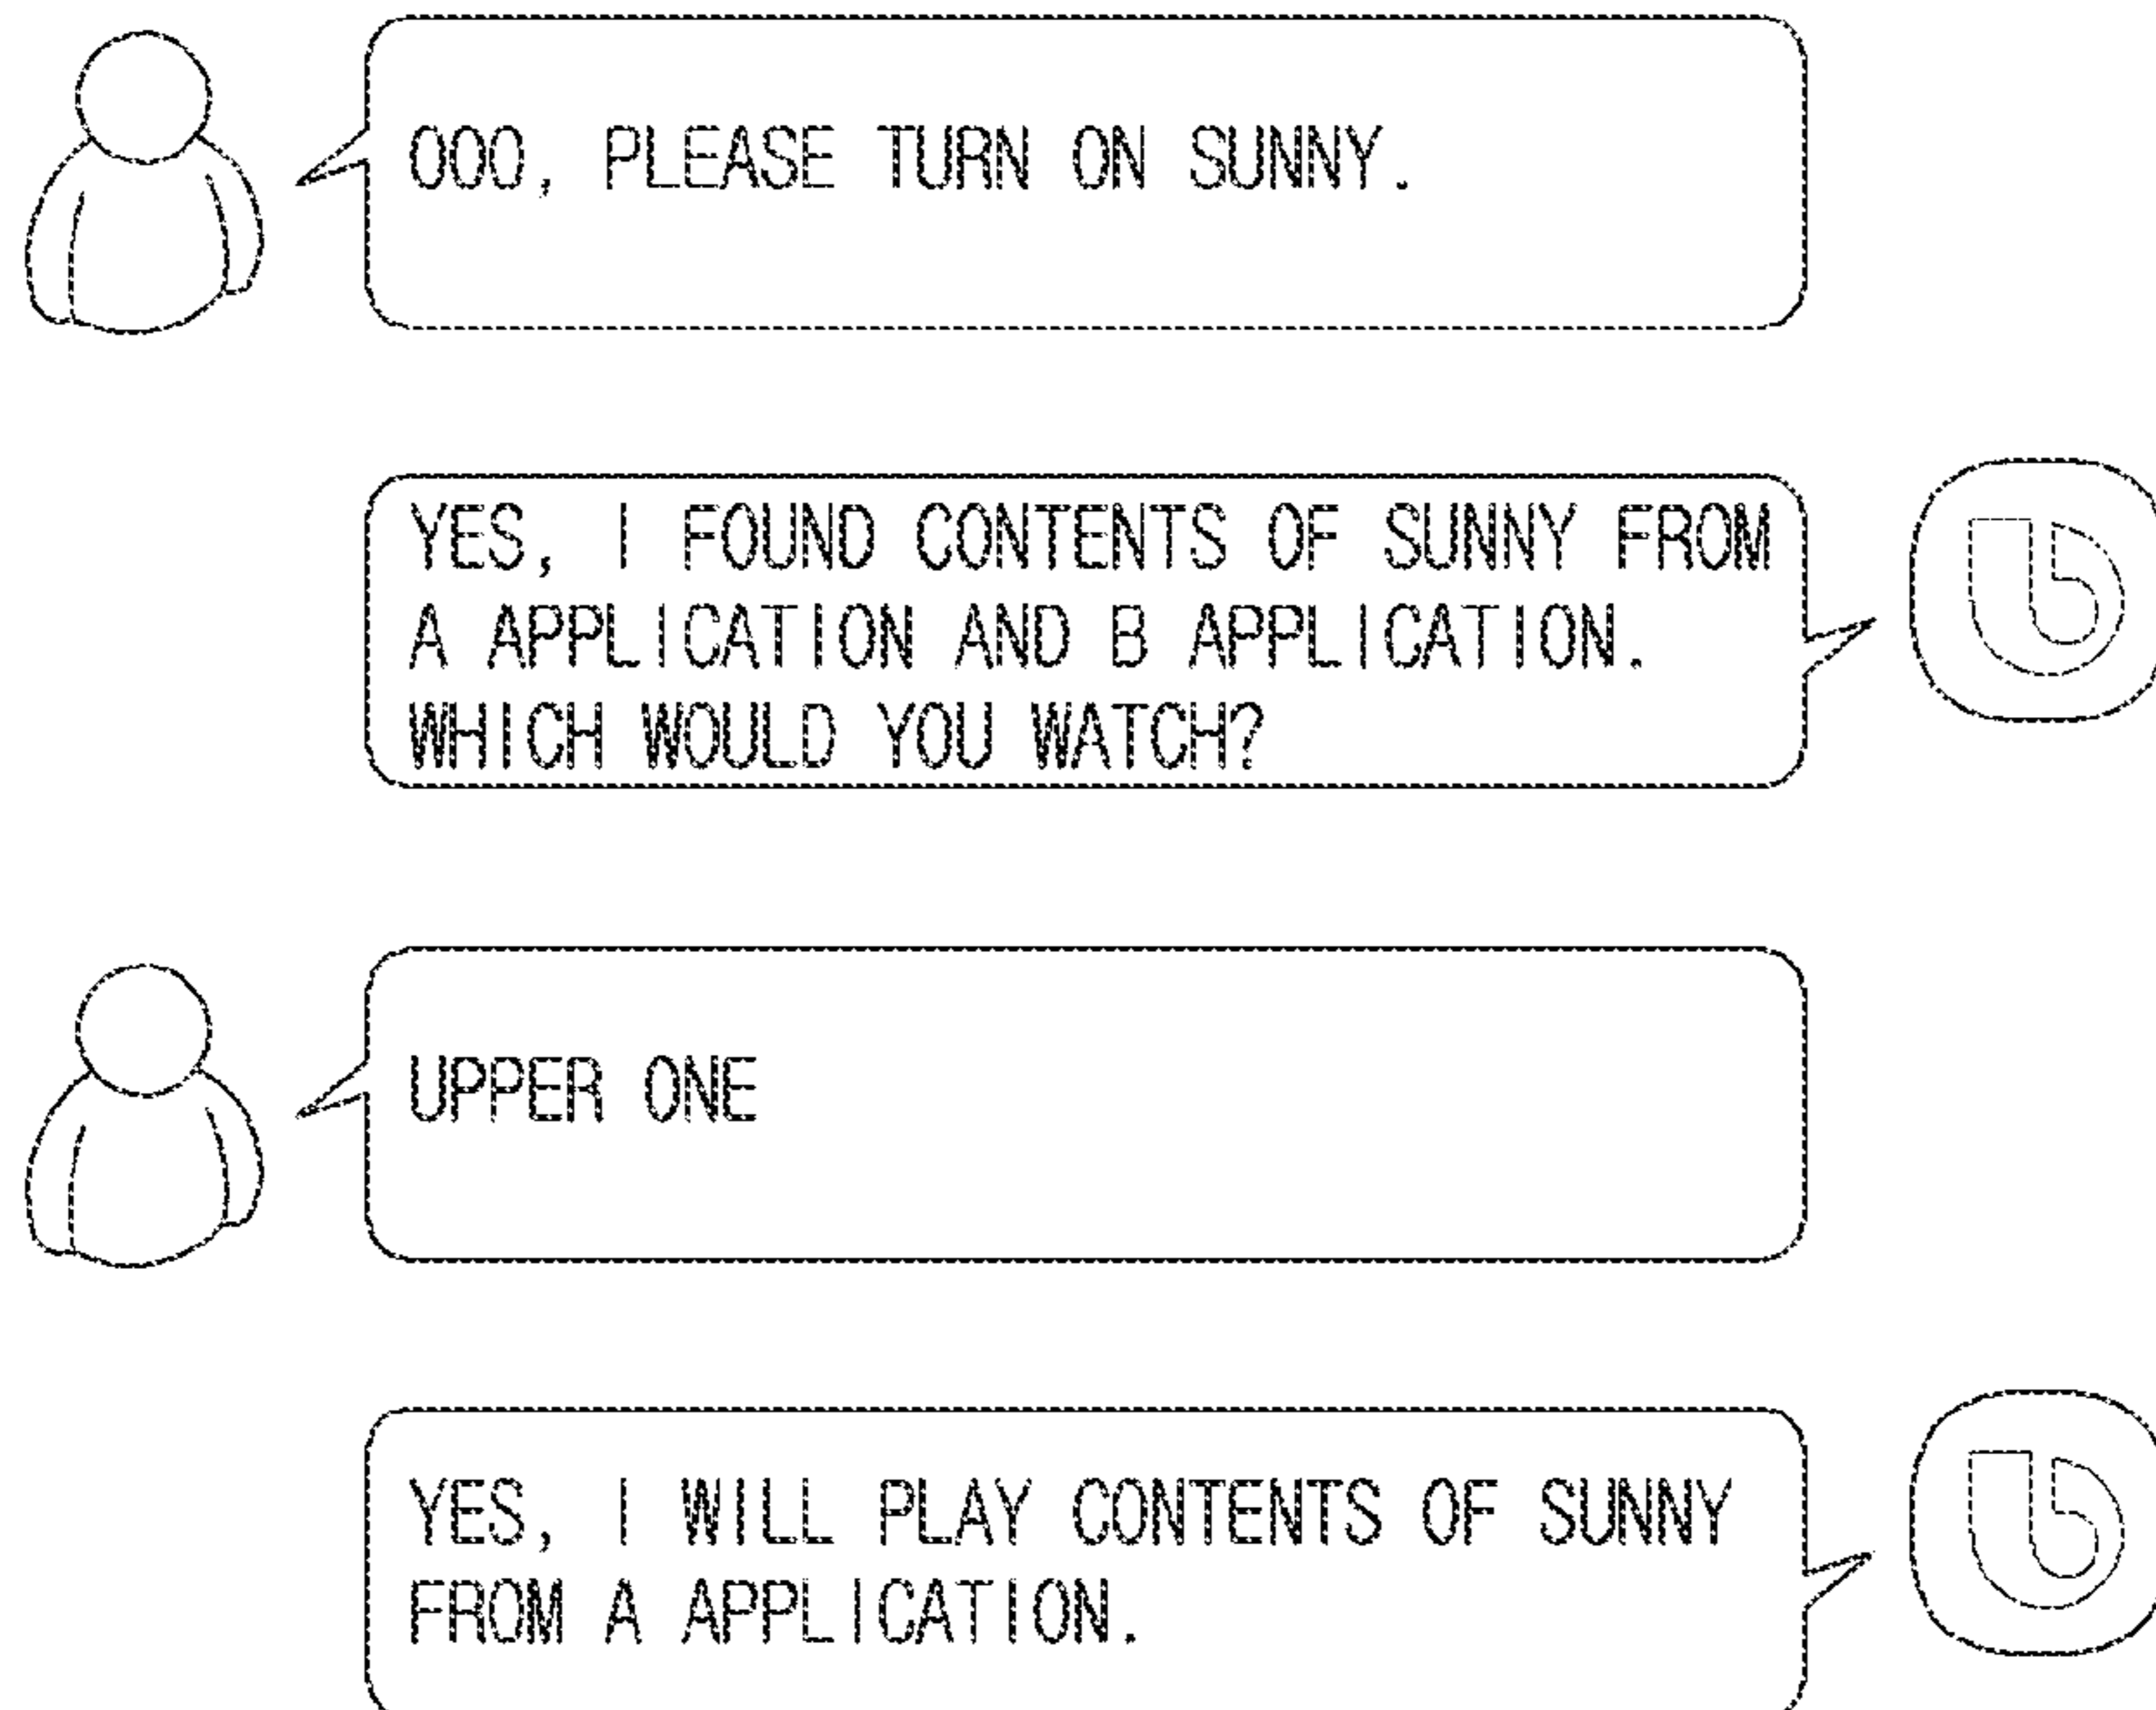 OOO, PLEASE TURN ON SUNNY.
YES, I FOUND CONTENTS OF SUNNY FROM
A APPLICATION AND B APPLICATION.
WHICH WOULD YOU WATCH?
UPPER ONE
YES, I WILL PLAY CONTENTS OF SUNNY
FROM A APPLICATION.